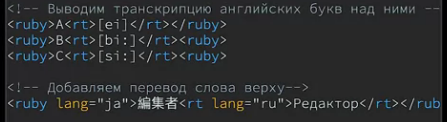 <!-- Выводим транскрипцию английских букв над ними --
<ruby>A<rt>[ei]</rt></ruby>
<ruby>B<rt>[bi:]</rt><ruby>
<ruby>C<rt>[si:]</rt><ruby>
<!-- Добавляем перевод слова верху-->
<ruby lang="ja">編集者<rt lang="ru">Редактор</rt></rub